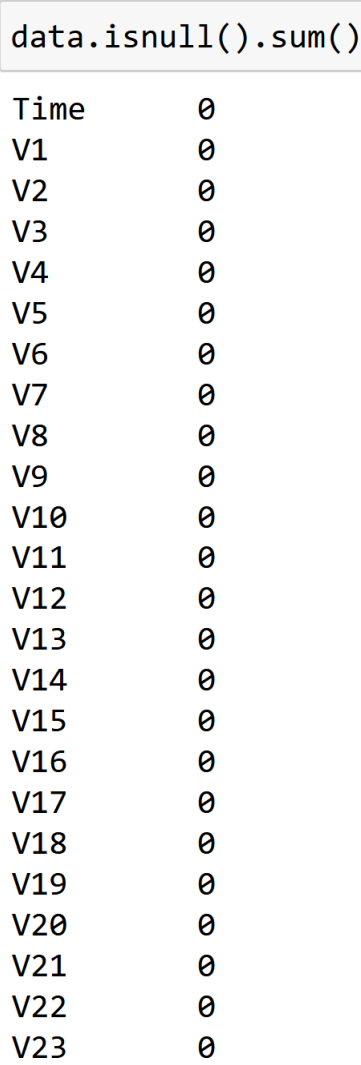 data.isnull().sum()
Time 0
V1 0
V2 0
V3 0
V4 0
V5 0
V6 0
V7 0
V8 0
V9 0
V10 0
V11 0
V12 0
V13 0
V14 0
V15 0
V16 0
V17 0
V18 0
V19 0
V20 0
V21 0
V22 0
V23 0